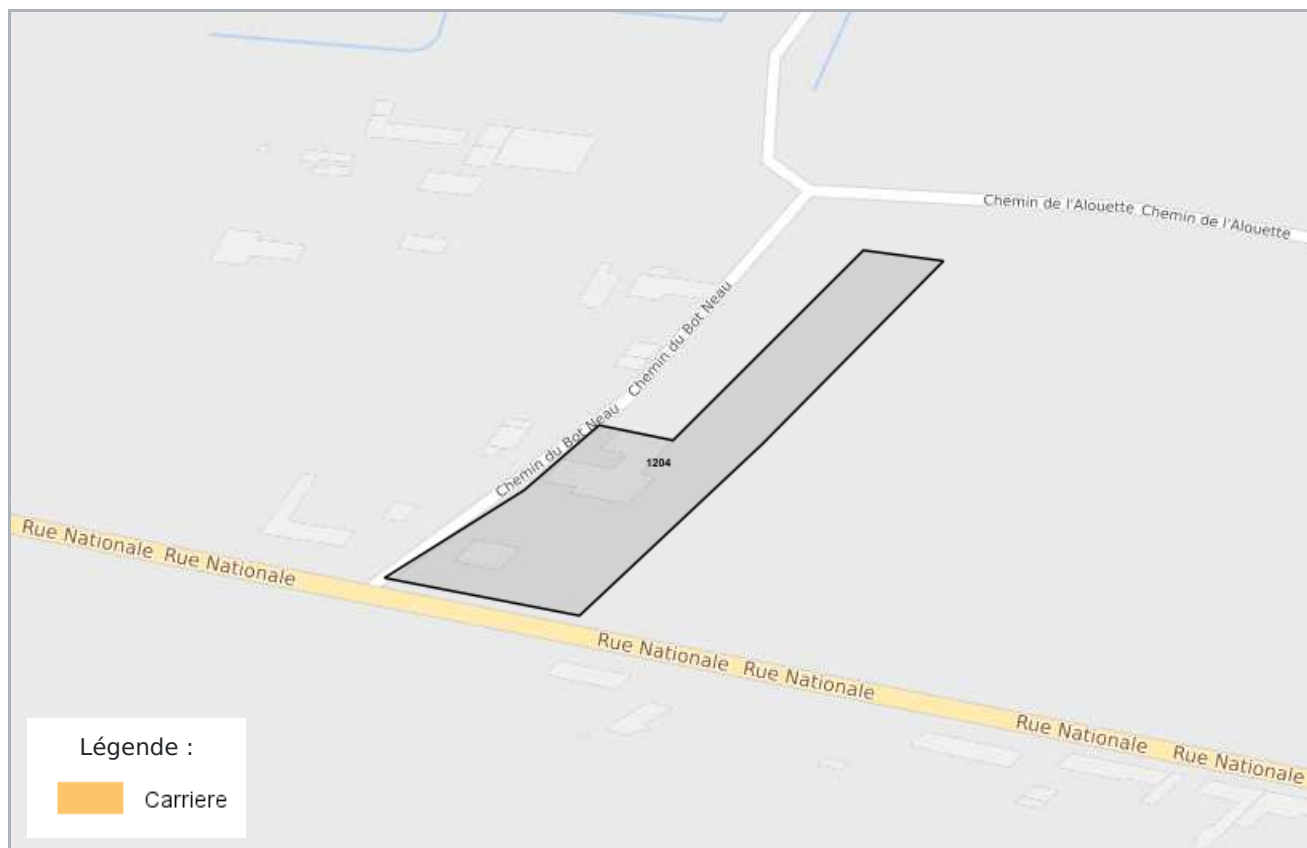 Chemin de l'Alouette Chemin de l'Alouette
Chemin du Bot Neau
Chemin du Bot Neau
1204
Rue Nationale Rue Nationale
Rue Nationale Rue Nationale
Rue Nationale Rue Nationale
Légende :
Carriere